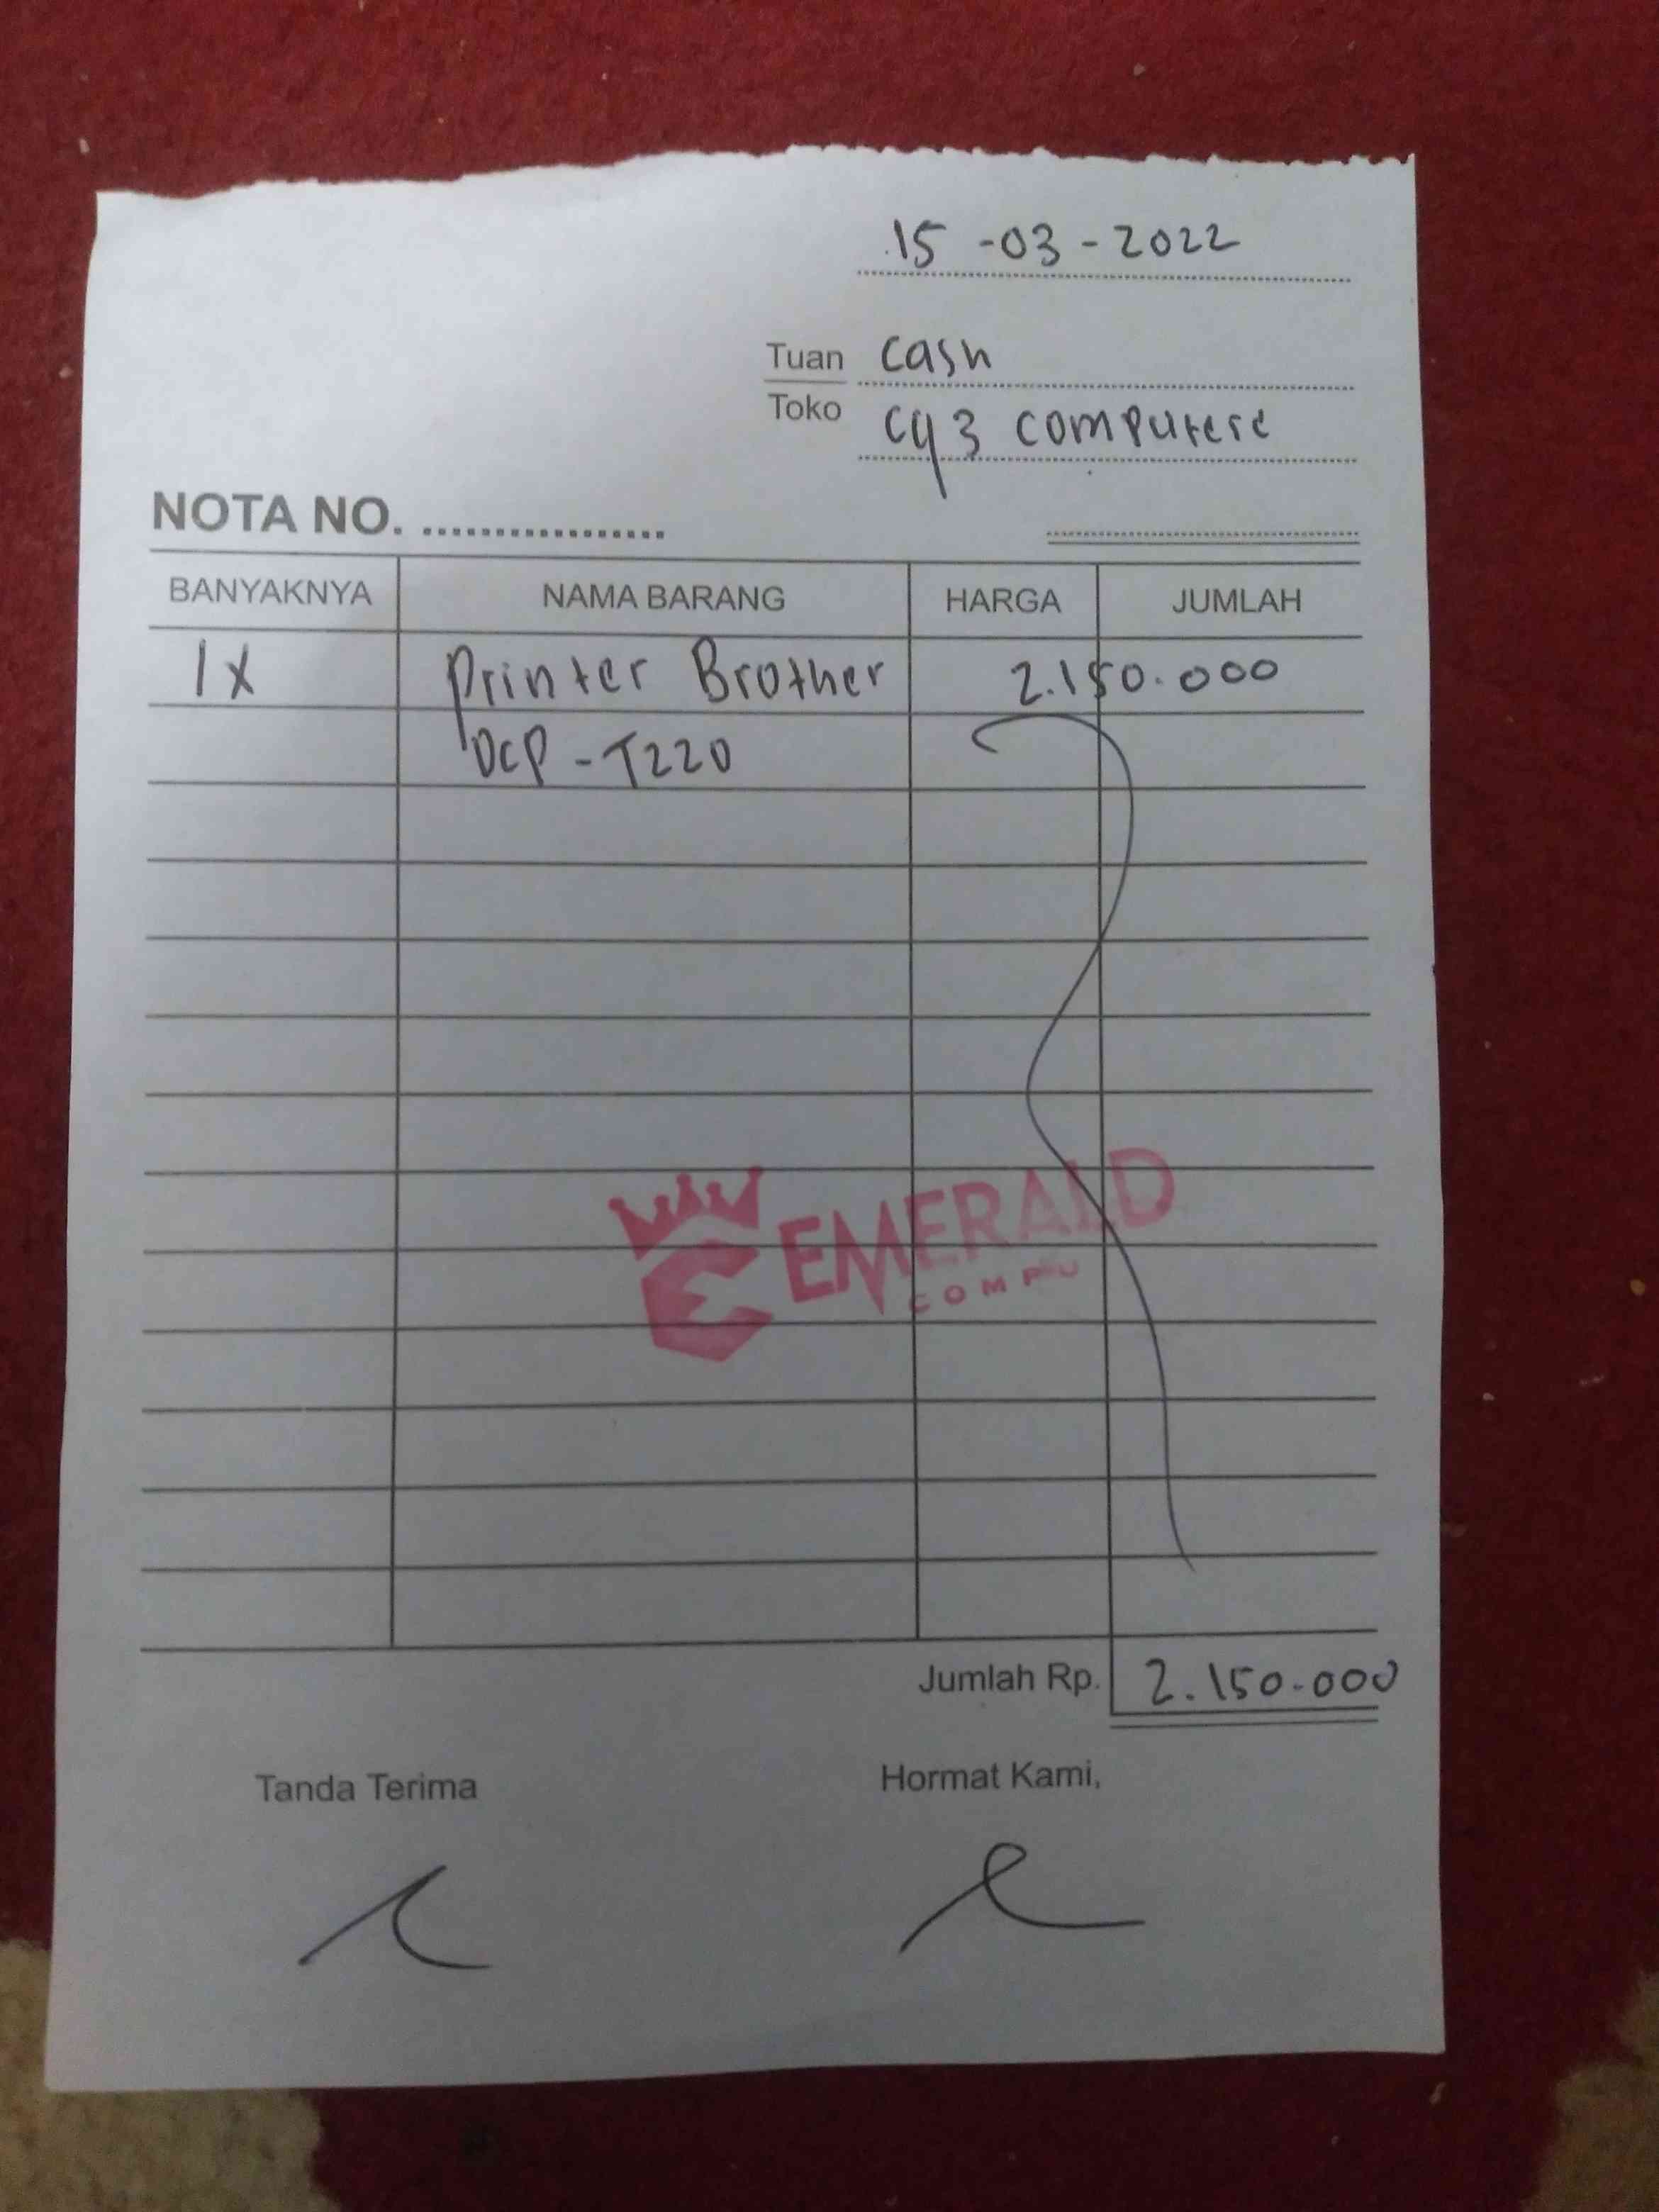 15 - 03 - 2022
Tuan cash
Toko
computere
NOTA NO. .................
BANYAKNYA NAMA BARANG HARGA JUMLAH
1x Printer Brother 2.150.000
DCP - T220
EMERALD
COMPU
Jumlah Rp. 2.150.000
Tanda Terima Hormat Kami,